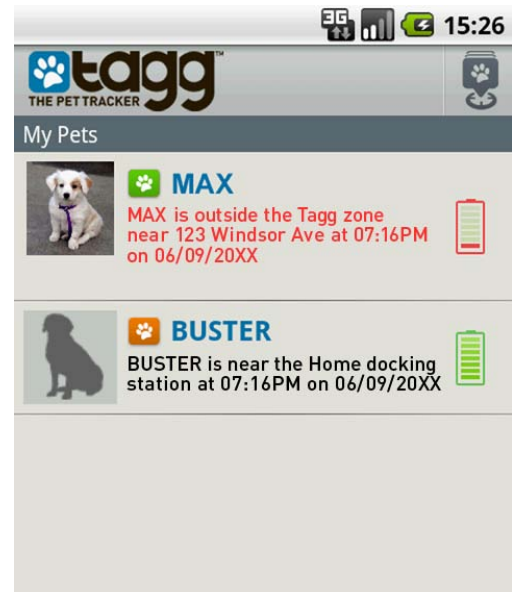 3G 15:26
tagg™
THE PET TRACKER
My Pets
MAX
MAX is outside the Tagg zone
near 123 Windsor Ave at 07:16PM
on 06/09/20XX
BUSTER
BUSTER is near the Home docking
station at 07:16PM on 06/09/20XX